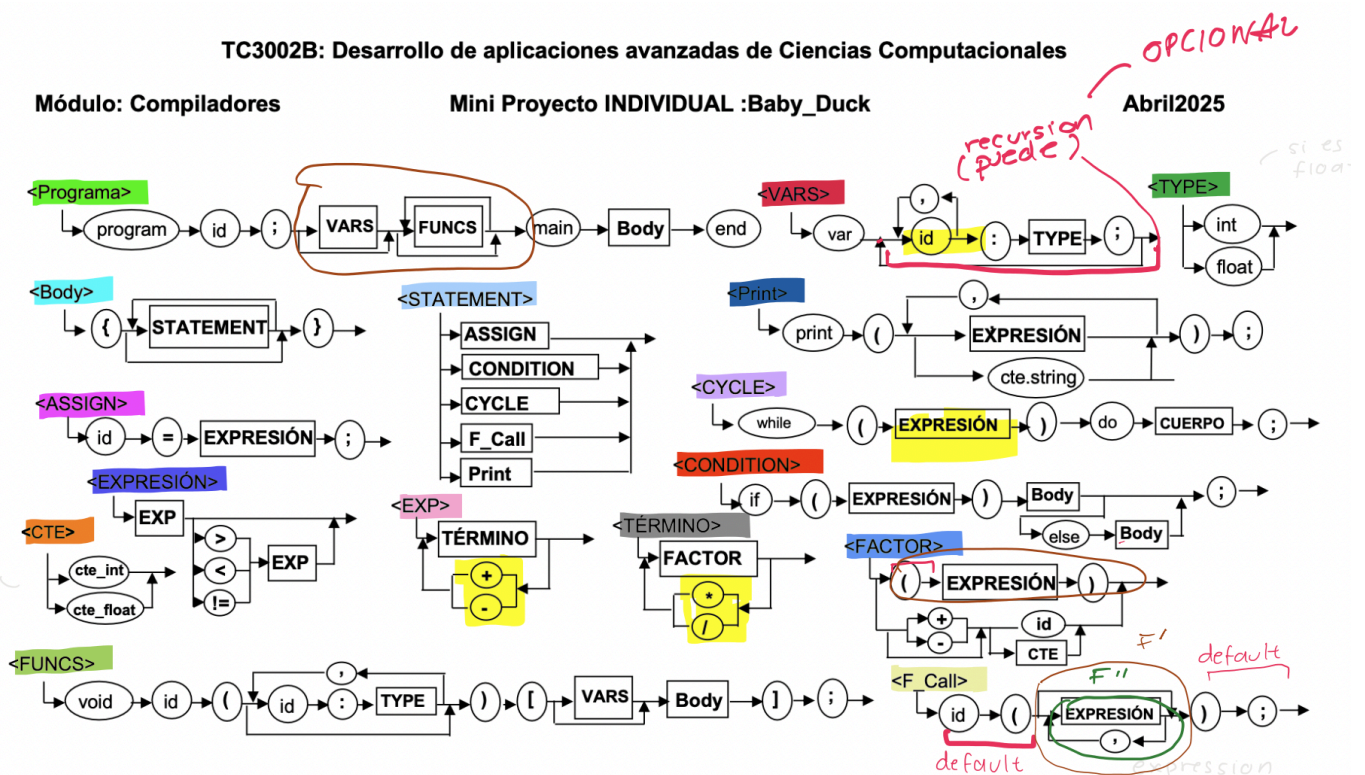 OPCIONAL
TC3002B: Desarrollo de aplicaciones avanzadas de Ciencias Computacionales
Módulo: Compiladores Mini Proyecto INDIVIDUAL :Baby_Duck Abril2025
recursion
(puede)
si es
<Programa>
program id ; VARS FUNCS main Body end
<VARS>
var id , : TYPE ;
<TYPE>
int
float
<Body>
{ STATEMENT }
<STATEMENT>
ASSIGN
CONDITION
CYCLE
F_Call
Print
<Print>
print ( , EXPRESIÓN ) ;
cte.string
<ASSIGN>
id = EXPRESIÓN ;
<CYCLE>
while ( EXPRESIÓN ) do CUERPO ;
<EXPRESIÓN>
EXP > < != EXP
<CONDITION>
if ( EXPRESIÓN ) Body ;
else Body
<CTE>
cte_int
cte_float
<EXP>
TÉRMINO
+
-
<TÉRMINO>
FACTOR
*
/
<FACTOR>
( EXPRESIÓN )
+ id
- CTE
<FUNCS>
void id ( id : TYPE , ) [ VARS Body ] ;
F'
default
<F_Call>
F"
id ( EXPRESIÓN , ) ;
default
expression